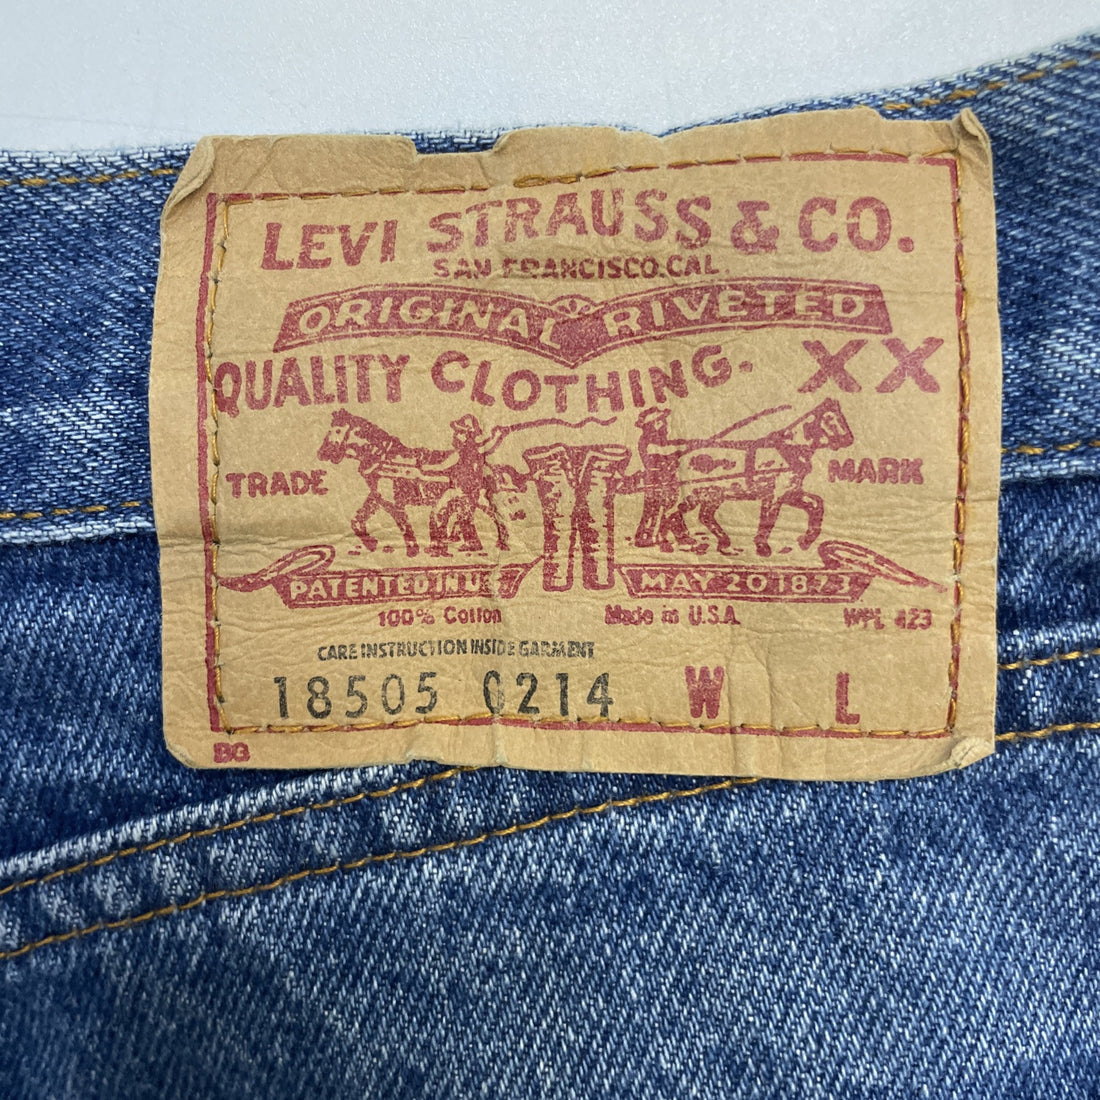 LEVI STRAUSS & CO.
SAN FRANCISCO, CAL.
ORIGINAL RIVETED
QUALITY CLOTHING. XX
TRADE MARK
PATENTED IN U.S. MAY 20 1873
100% Cotton Made in U.S.A. WPL 423
CARE INSTRUCTION INSIDE GARMENT
18505 0214 W L
BG